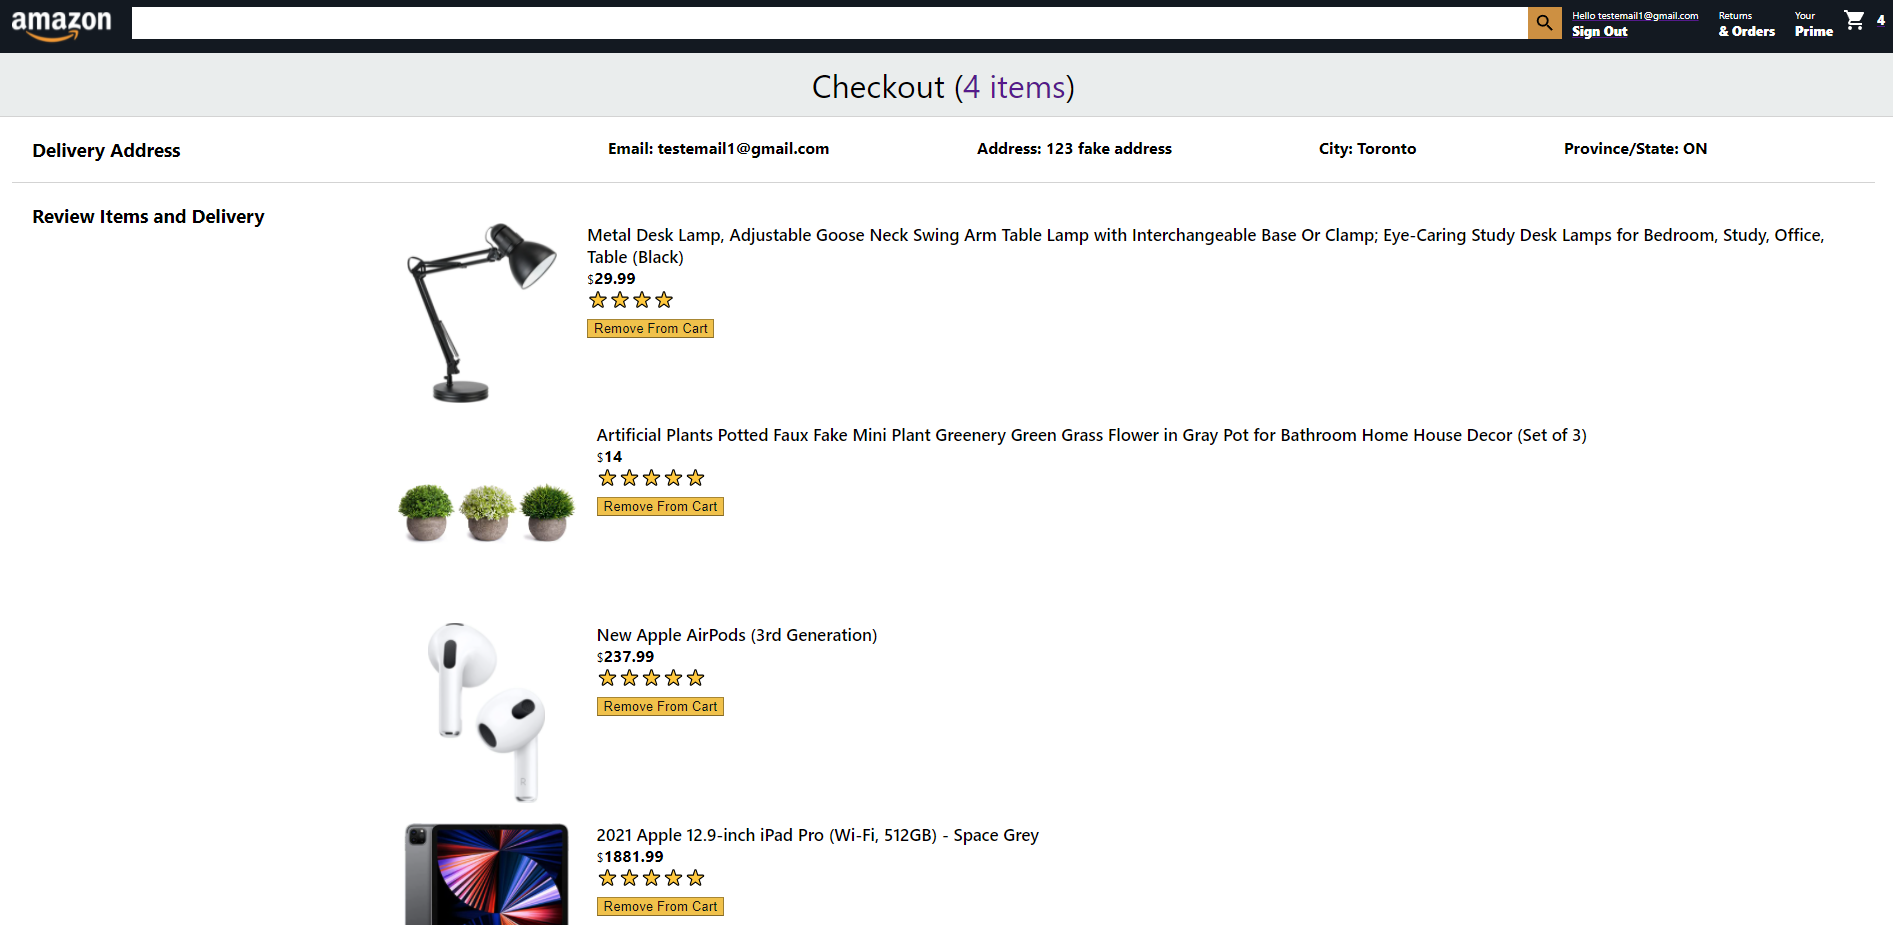 amazon
Hello testemail1@gmail.com
Sign Out
Returns
& Orders
Your
Prime
4
Checkout (4 items)
Delivery Address
Email: testemail1@gmail.com
Address: 123 fake address
City: Toronto
Province/State: ON
Review Items and Delivery
Metal Desk Lamp, Adjustable Goose Neck Swing Arm Table Lamp with Interchangeable Base Or Clamp; Eye-Caring Study Desk Lamps for Bedroom, Study, Office,
Table (Black)
$29.99
Remove From Cart
Artificial Plants Potted Faux Fake Mini Plant Greenery Green Grass Flower in Gray Pot for Bathroom Home House Decor (Set of 3)
$14
Remove From Cart
New Apple AirPods (3rd Generation)
$237.99
Remove From Cart
2021 Apple 12.9-inch iPad Pro (Wi-Fi, 512GB) - Space Grey
$1881.99
Remove From Cart